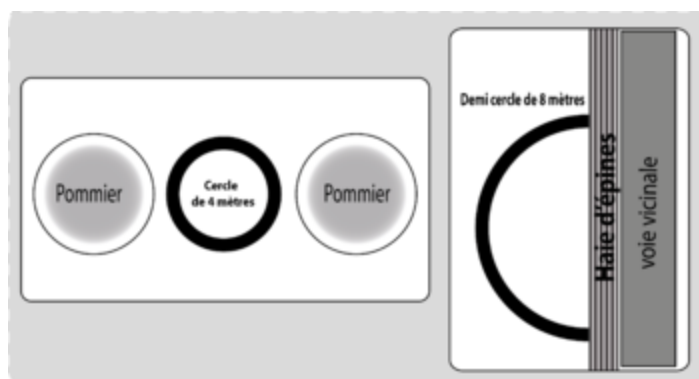 Pommier
Cercle
de 4 mètres
Pommier
Demi cercle de 8 mètres
Haie d'épines
voie vicinale